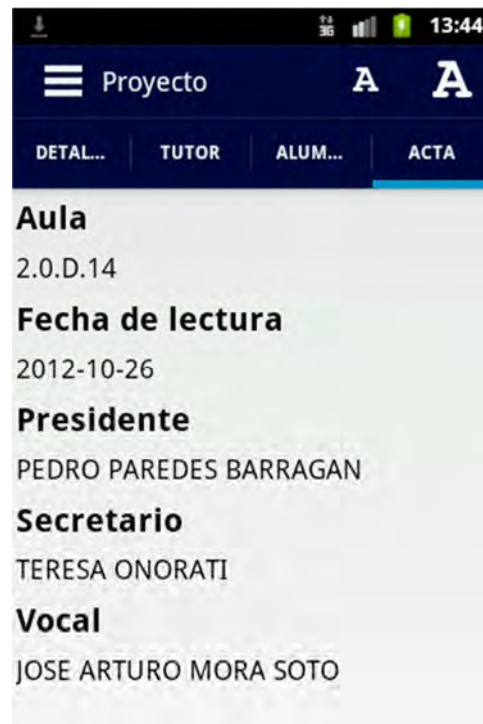 3G 13:44
Proyecto A A
DETAL... TUTOR ALUM... ACTA
Aula
2.0.D.14
Fecha de lectura
2012-10-26
Presidente
PEDRO PAREDES BARRAGAN
Secretario
TERESA ONORATI
Vocal
JOSE ARTURO MORA SOTO